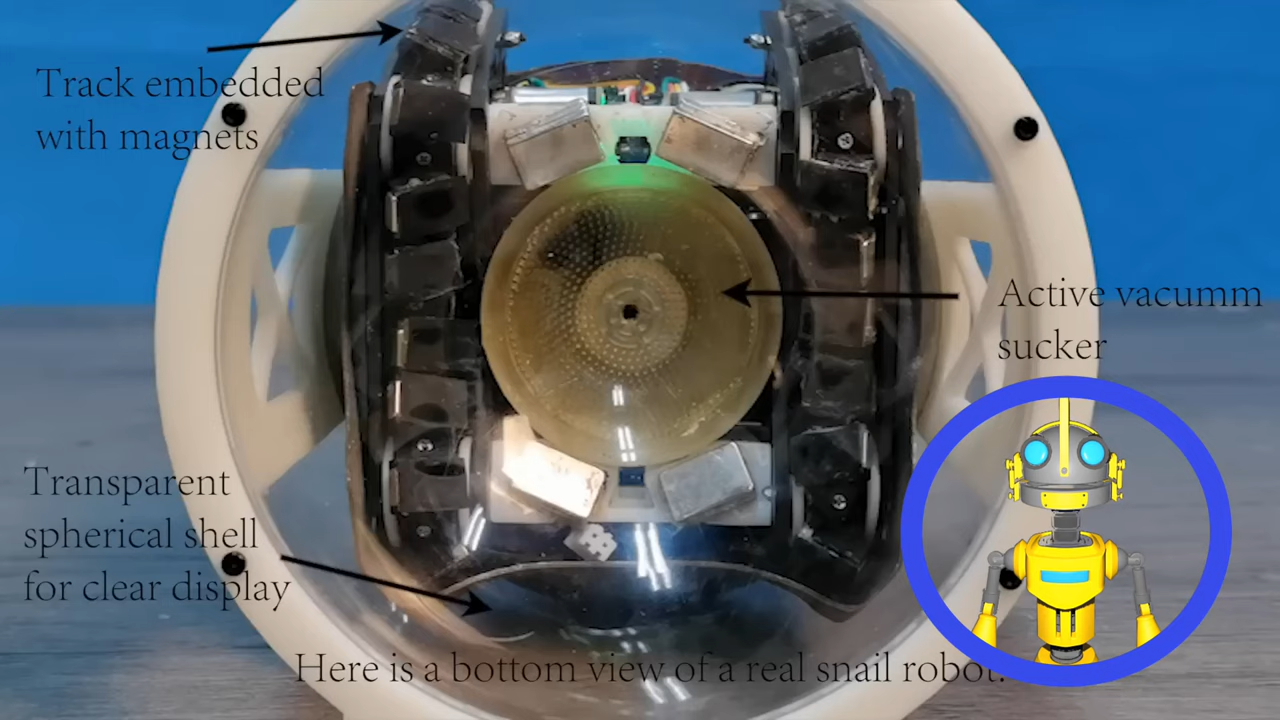 Track embedded
with magnets
Active vacumm
sucker
Transparent
spherical shell
for clear display
Here is a bottom view of a real snail robot.